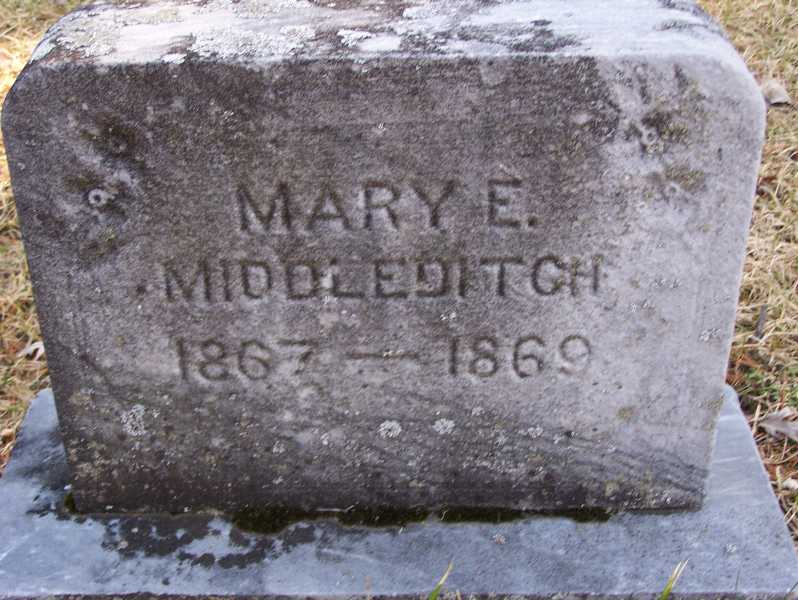 MARY E.
MIDDLEDITCH
1867 — 1869